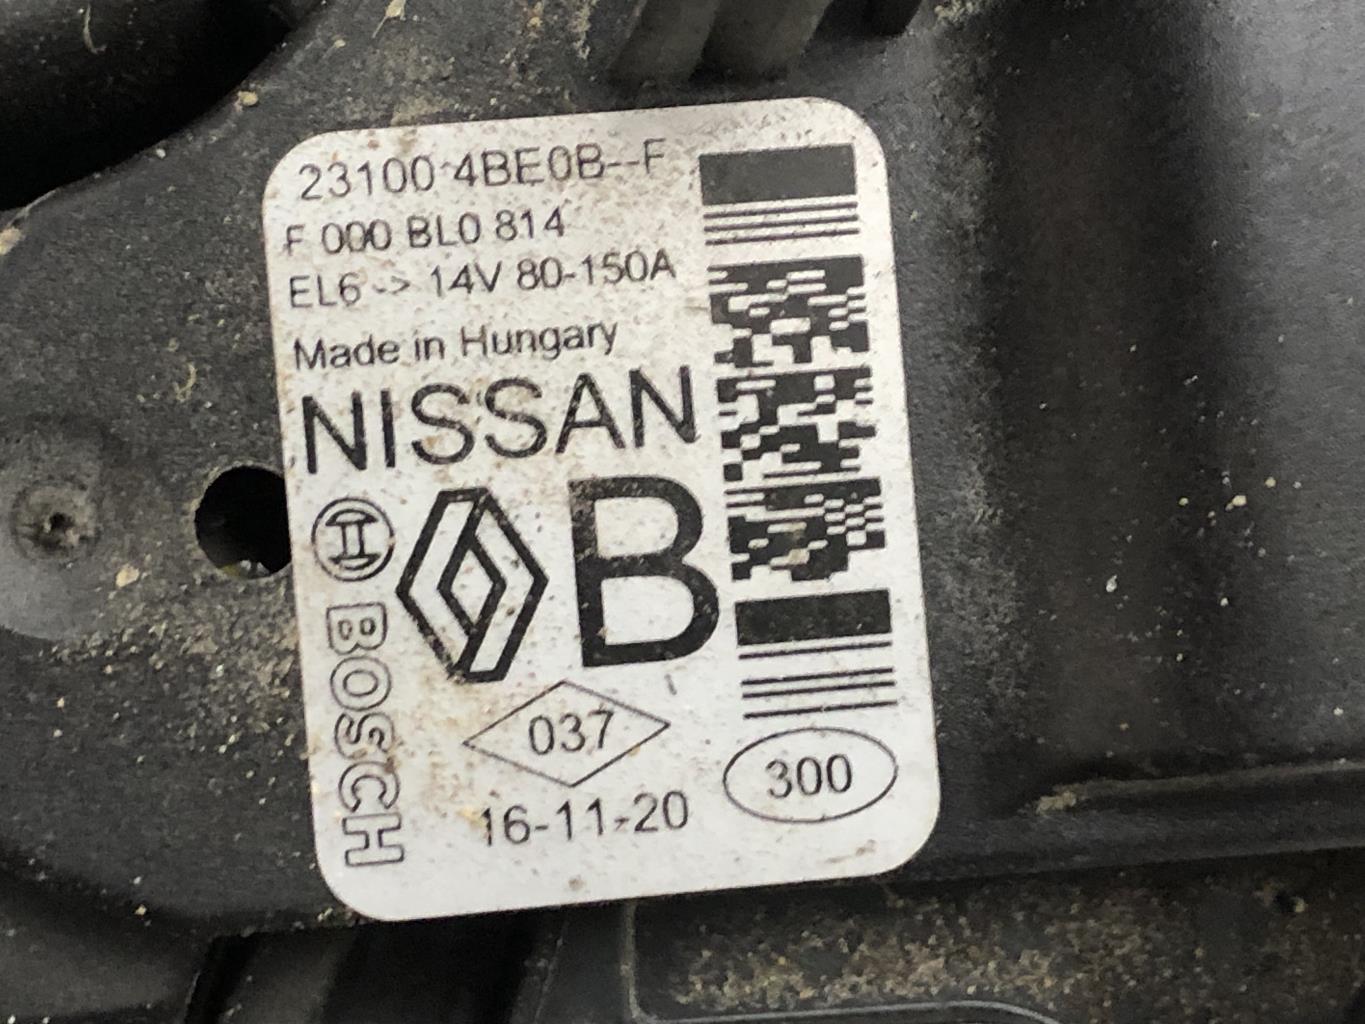 23100 4BE0B--F
F 000 BL0 814
EL6 -> 14V 80-150A
Made in Hungary
NISSAN
B
BOSCH
037
16-11-20
300